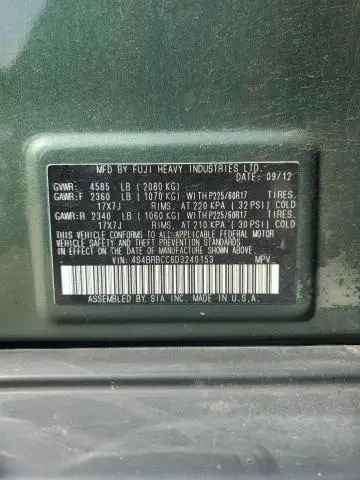 MFD BY FUJI HEAVY INDUSTRIES LTD.
DATE: 09/12
GVWR: 4585 LB (2080 KG)
GAWR:F 2360 LB (1070 KG) WITH P225/60R17 TIRES.
17X7J RIMS, AT 220 KPA (32 PSI) COLD
GAWR:R 2340 LB (1060 KG) WITH P225/60R17 TIRES.
17X7J RIMS, AT 210 KPA (30 PSI) COLD
THIS VEHICLE CONFORMS TO ALL APPLICABLE FEDERAL MOTOR
VEHICLE SAFETY AND THEFT PREVENTION STANDARDS
IN EFFECT ON THE DATE OF MANUFACTURE SHOWN ABOVE.
VIN: 4S4BRBCC6D3240153 MPV
ASSEMBLED BY SIA INC. MADE IN U.S.A.